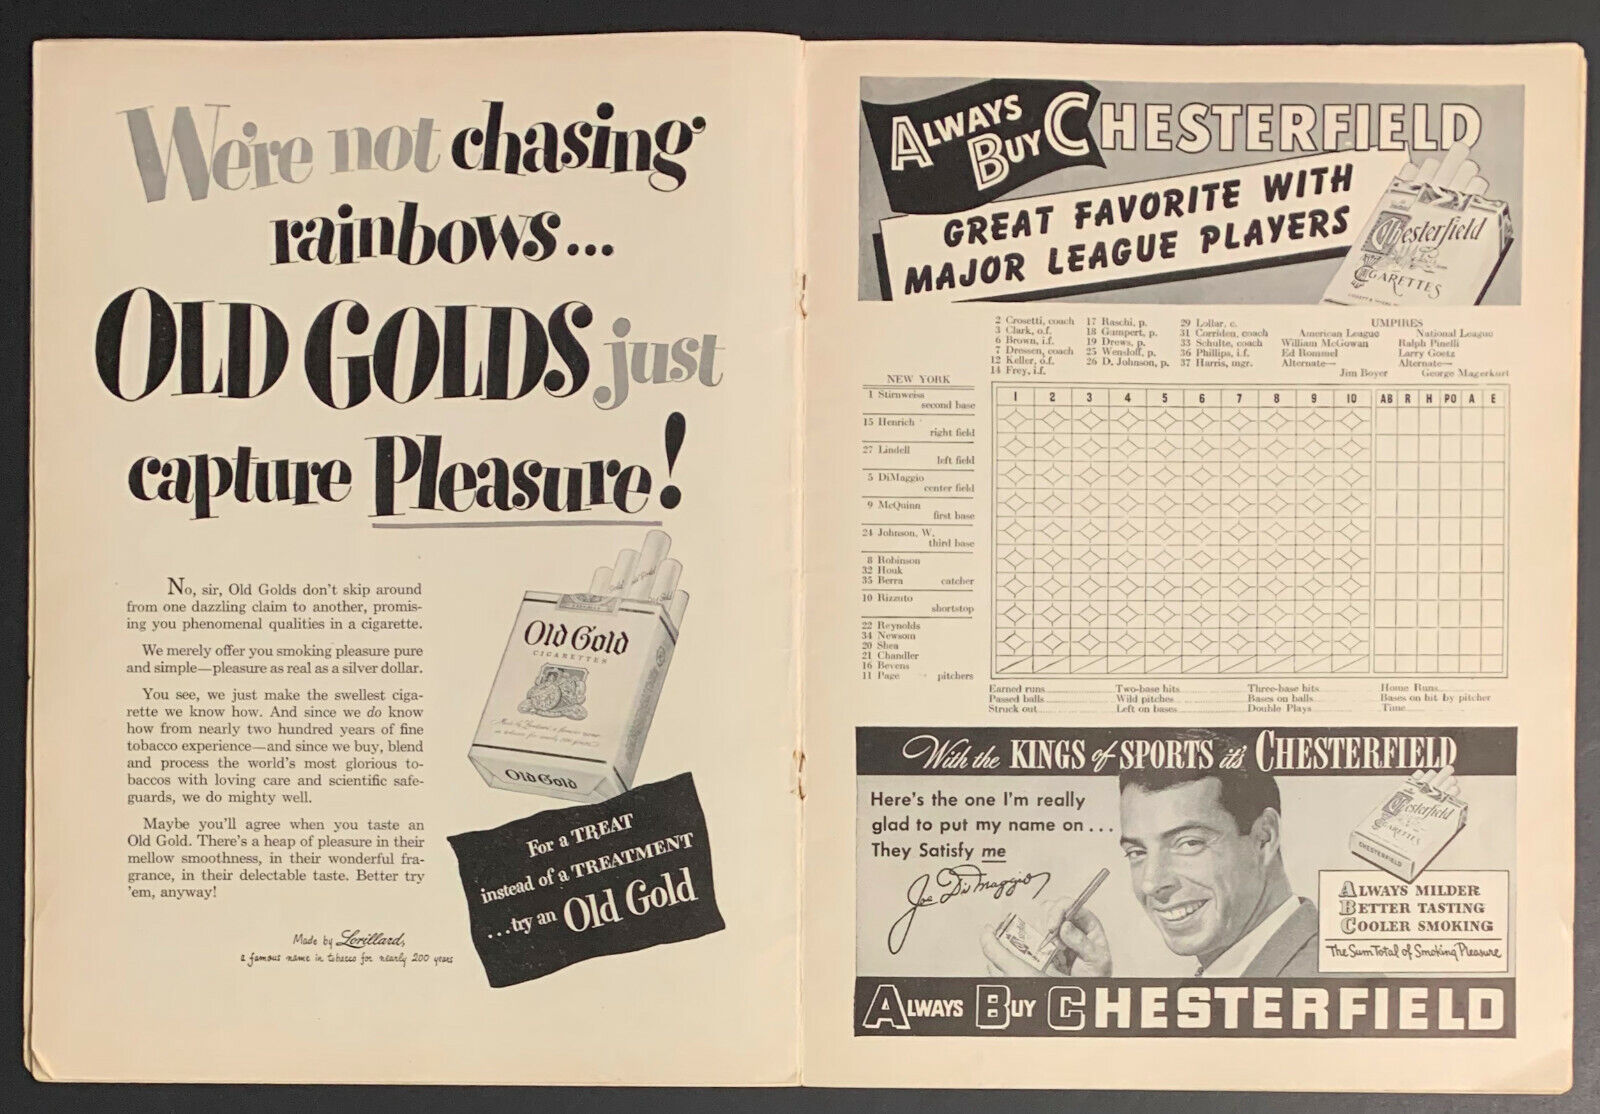 We're not chasing
rainbows...
OLD GOLDS just
capture Pleasure!
No, sir, Old Golds don't skip around
from one dazzling claim to another, promis-
ing you phenomenal qualities in a cigarette.
We merely offer you smoking pleasure pure
and simple—pleasure as real as a silver dollar.
You see, we just make the swellest ciga-
rette we know how. And since we do know
how from nearly two hundred years of fine
tobacco experience—and since we buy, blend
and process the world's most glorious to-
baccos with loving care and scientific safe-
guards, we do mighty well.
Maybe you'll agree when you taste an
Old Gold. There's a heap of pleasure in their
mellow smoothness, in their wonderful fra-
grance, in their delectable taste. Better try
'em, anyway!
Made by Lorillard,
a famous name in tobacco for nearly 200 years
Old Gold
CIGARETTES
Old Gold
For a TREAT
instead of a TREATMENT
...try an Old Gold
ALWAYS BUY CHESTERFIELD
GREAT FAVORITE WITH
MAJOR LEAGUE PLAYERS
Chesterfield
CIGARETTES
2 Crosetti, coach
3 Clark, o.f.
6 Brown, i.f.
7 Dressen, coach
12 Keller, o.f.
14 Frey, i.f.
17 Raschi, p.
18 Gumpert, p.
19 Drews, p.
25 Wensloff, p.
26 D. Johnson, p.
29 Lollar, c.
31 Corriden, coach
33 Schulte, coach
36 Phillips, i.f.
37 Harris, mgr.
UMPIRES
American League
William McGowan
Ed Rommel
Alternate—
Jim Boyer
National League
Ralph Pinelli
Larry Goetz
Alternate—
George Magerkurt
NEW YORK
1 2 3 4 5 6 7 8 9 10 AB R H PO A E
1 Stirnweiss
second base
15 Henrich
right field
27 Lindell
left field
5 DiMaggio
center field
9 McQuinn
first base
24 Johnson, W.
third base
8 Robinson
32 Houk
35 Berra catcher
10 Rizzuto
shortstop
22 Reynolds
34 Newsom
20 Shea
21 Chandler
16 Bevens
11 Page pitchers
Earned runs Two-base hits Three-base hits Home Runs
Passed balls Wild pitches Bases on balls Bases on hit by pitcher
Struck out Left on bases Double Plays Time
With the KINGS of SPORTS it's CHESTERFIELD
Here's the one I'm really
glad to put my name on...
They Satisfy me
Joe DiMaggio
Chesterfield
CIGARETTES
CHESTERFIELD
ALWAYS MILDER
BETTER TASTING
COOLER SMOKING
The Sum Total of Smoking Pleasure
ALWAYS BUY CHESTERFIELD